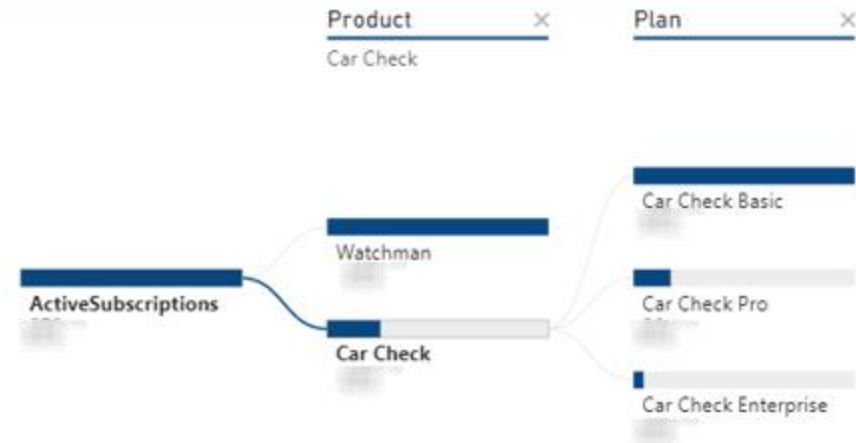 Product
Plan
Car Check
Car Check Basic
Watchman
ActiveSubscriptions
Car Check Pro
Car Check
Car Check Enterprise